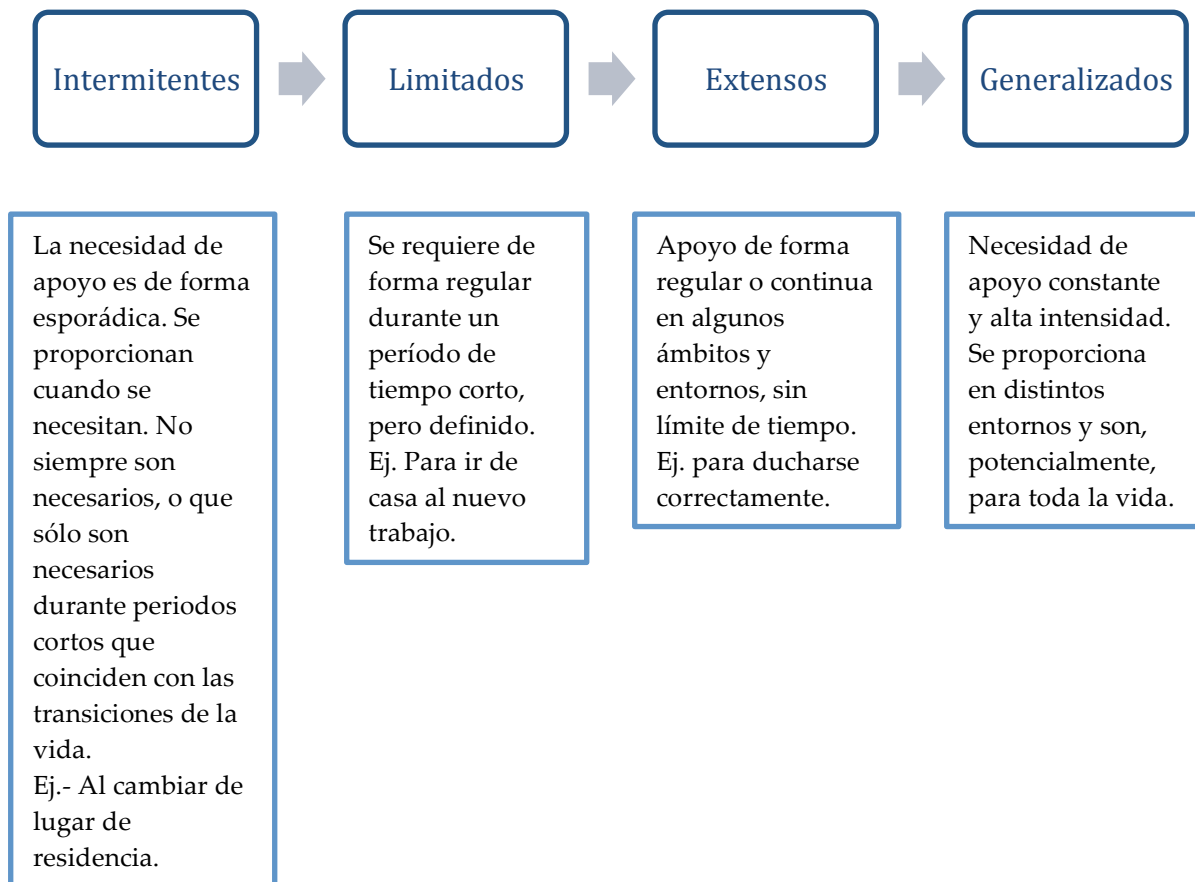 Intermitentes
Limitados
Extensos
Generalizados
La necesidad de
apoyo es de forma
esporádica. Se
proporcionan
cuando se
necesitan. No
siempre son
necesarios, o que
sólo son
necesarios
durante periodos
cortos que
coinciden con las
transiciones de la
vida.
Ej.- Al cambiar de
lugar de
residencia.
Se requiere de
forma regular
durante un
período de
tiempo corto,
pero definido.
Ej. Para ir de
casa al nuevo
trabajo.
Apoyo de forma
regular o continua
en algunos
ámbitos y
entornos, sin
límite de tiempo.
Ej. para ducharse
correctamente.
Necesidad de
apoyo constante
y alta intensidad.
Se proporciona
en distintos
entornos y son,
potencialmente,
para toda la vida.